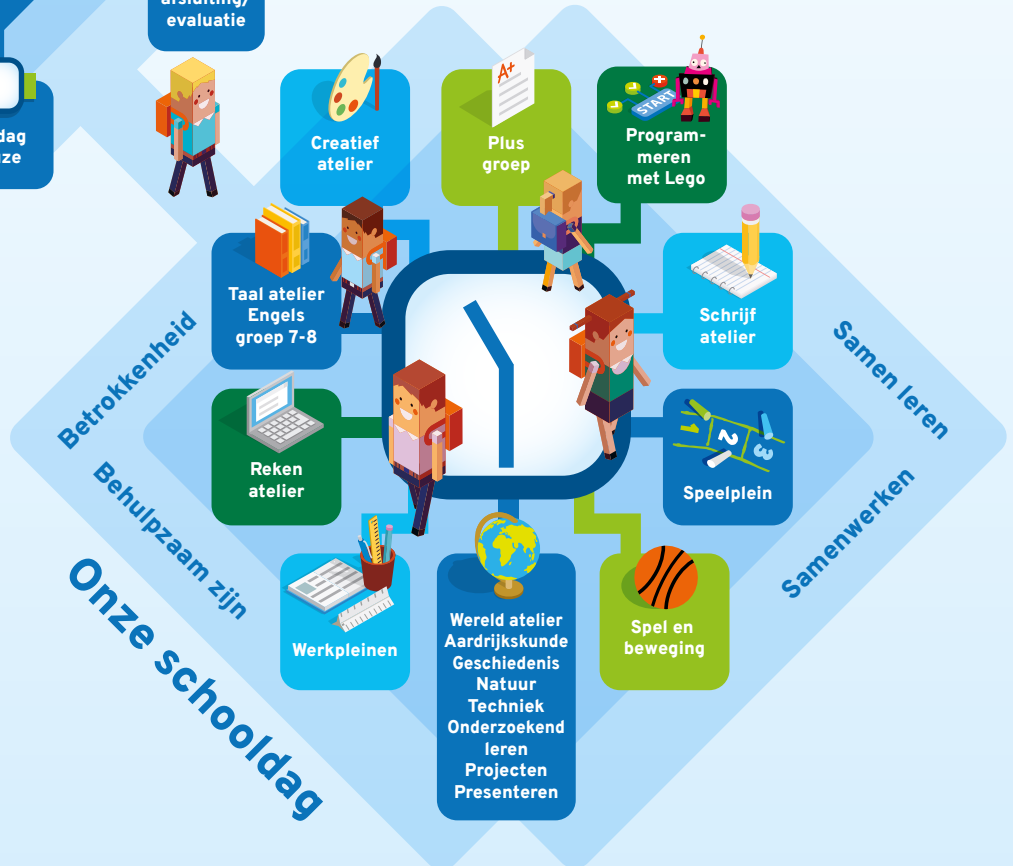 afsluiting/
evaluatie
Creatief
atelier
A+
Plus
groep
START
Program-
meren
met Lego
Taal atelier
Engels
groep 7-8
Schrijf
atelier
Betrokkenheid
Samen leren
Reken
atelier
1
2
3
Speelplein
Behulpzaam zijn
Samenwerken
Onze schooldag
Werkpleinen
Wereld atelier
Aardrijkskunde
Geschiedenis
Natuur
Techniek
Onderzoekend
leren
Projecten
Presenteren
Spel en
beweging